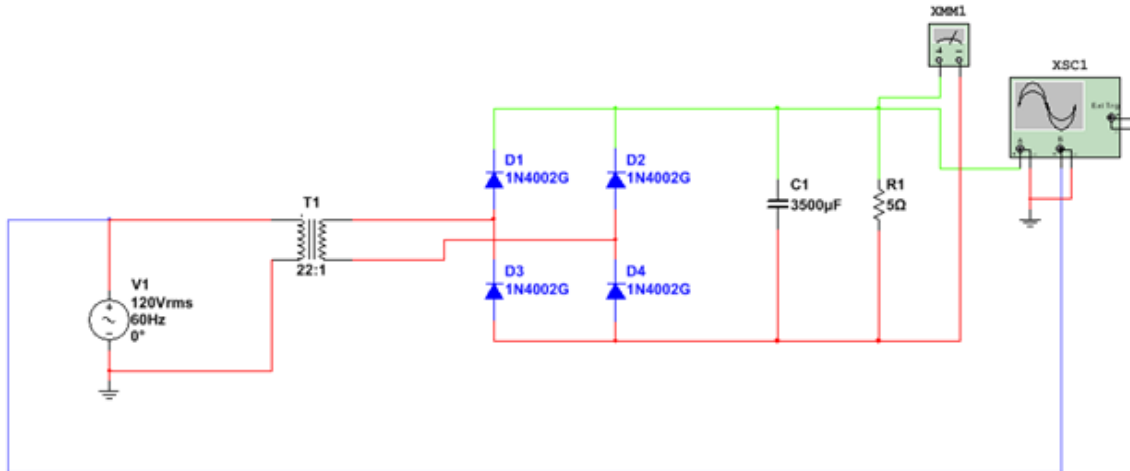 XMM1
XSC1
Ext Trig
A
B
D1
1N4002G
D2
1N4002G
T1
22:1
C1
3500µF
R1
5Ω
D3
1N4002G
D4
1N4002G
V1
120Vrms
60Hz
0°